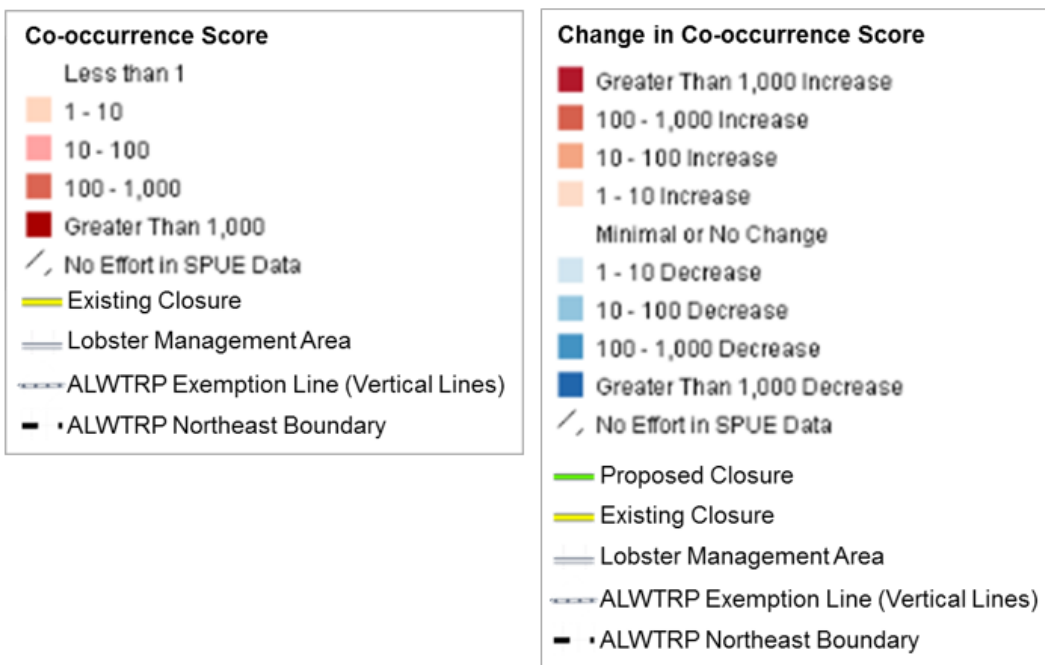 Co-occurrence Score
Less than 1
1 - 10
10 - 100
100 - 1,000
Greater Than 1,000
No Effort in SPUE Data
Existing Closure
Lobster Management Area
ALWTRP Exemption Line (Vertical Lines)
ALWTRP Northeast Boundary
Change in Co-occurrence Score
Greater Than 1,000 Increase
100 - 1,000 Increase
10 - 100 Increase
1 - 10 Increase
Minimal or No Change
1 - 10 Decrease
10 - 100 Decrease
100 - 1,000 Decrease
Greater Than 1,000 Decrease
No Effort in SPUE Data
Proposed Closure
Existing Closure
Lobster Management Area
ALWTRP Exemption Line (Vertical Lines)
ALWTRP Northeast Boundary